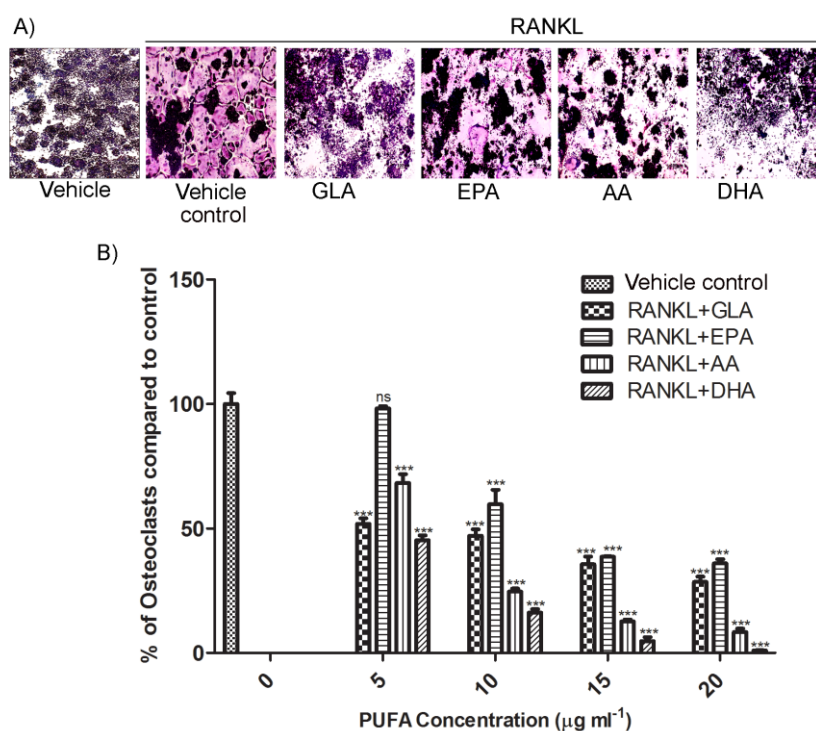 A)
RANKL
Vehicle
Vehicle
control
GLA
EPA
AA
DHA
B)
% of Osteoclasts compared to control
150
100
50
0
Vehicle control
RANKL+GLA
RANKL+EPA
RANKL+AA
RANKL+DHA
***
ns
***
***
***
***
***
***
***
***
***
***
***
***
***
***
0
5
10
15
20
PUFA Concentration (µg ml⁻¹)